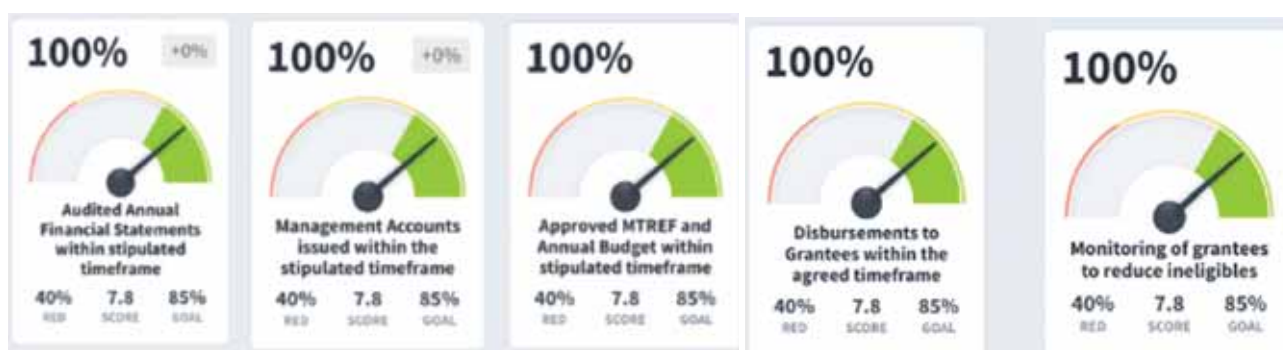 100% +0%
Audited Annual
Financial Statements
within stipulated
timeframe
40% 7.8 85%
RED SCORE GOAL
100% +0%
Management Accounts
issued within the
stipulated timeframe
40% 7.8 85%
RED SCORE GOAL
100%
Approved MTREF and
Annual Budget within
stipulated timeframe
40% 7.8 85%
RED SCORE GOAL
100%
Disbursements to
Grantees within the
agreed timeframe
40% 7.8 85%
RED SCORE GOAL
100%
Monitoring of grantees
to reduce ineligibles
40% 7.8 85%
RED SCORE GOAL